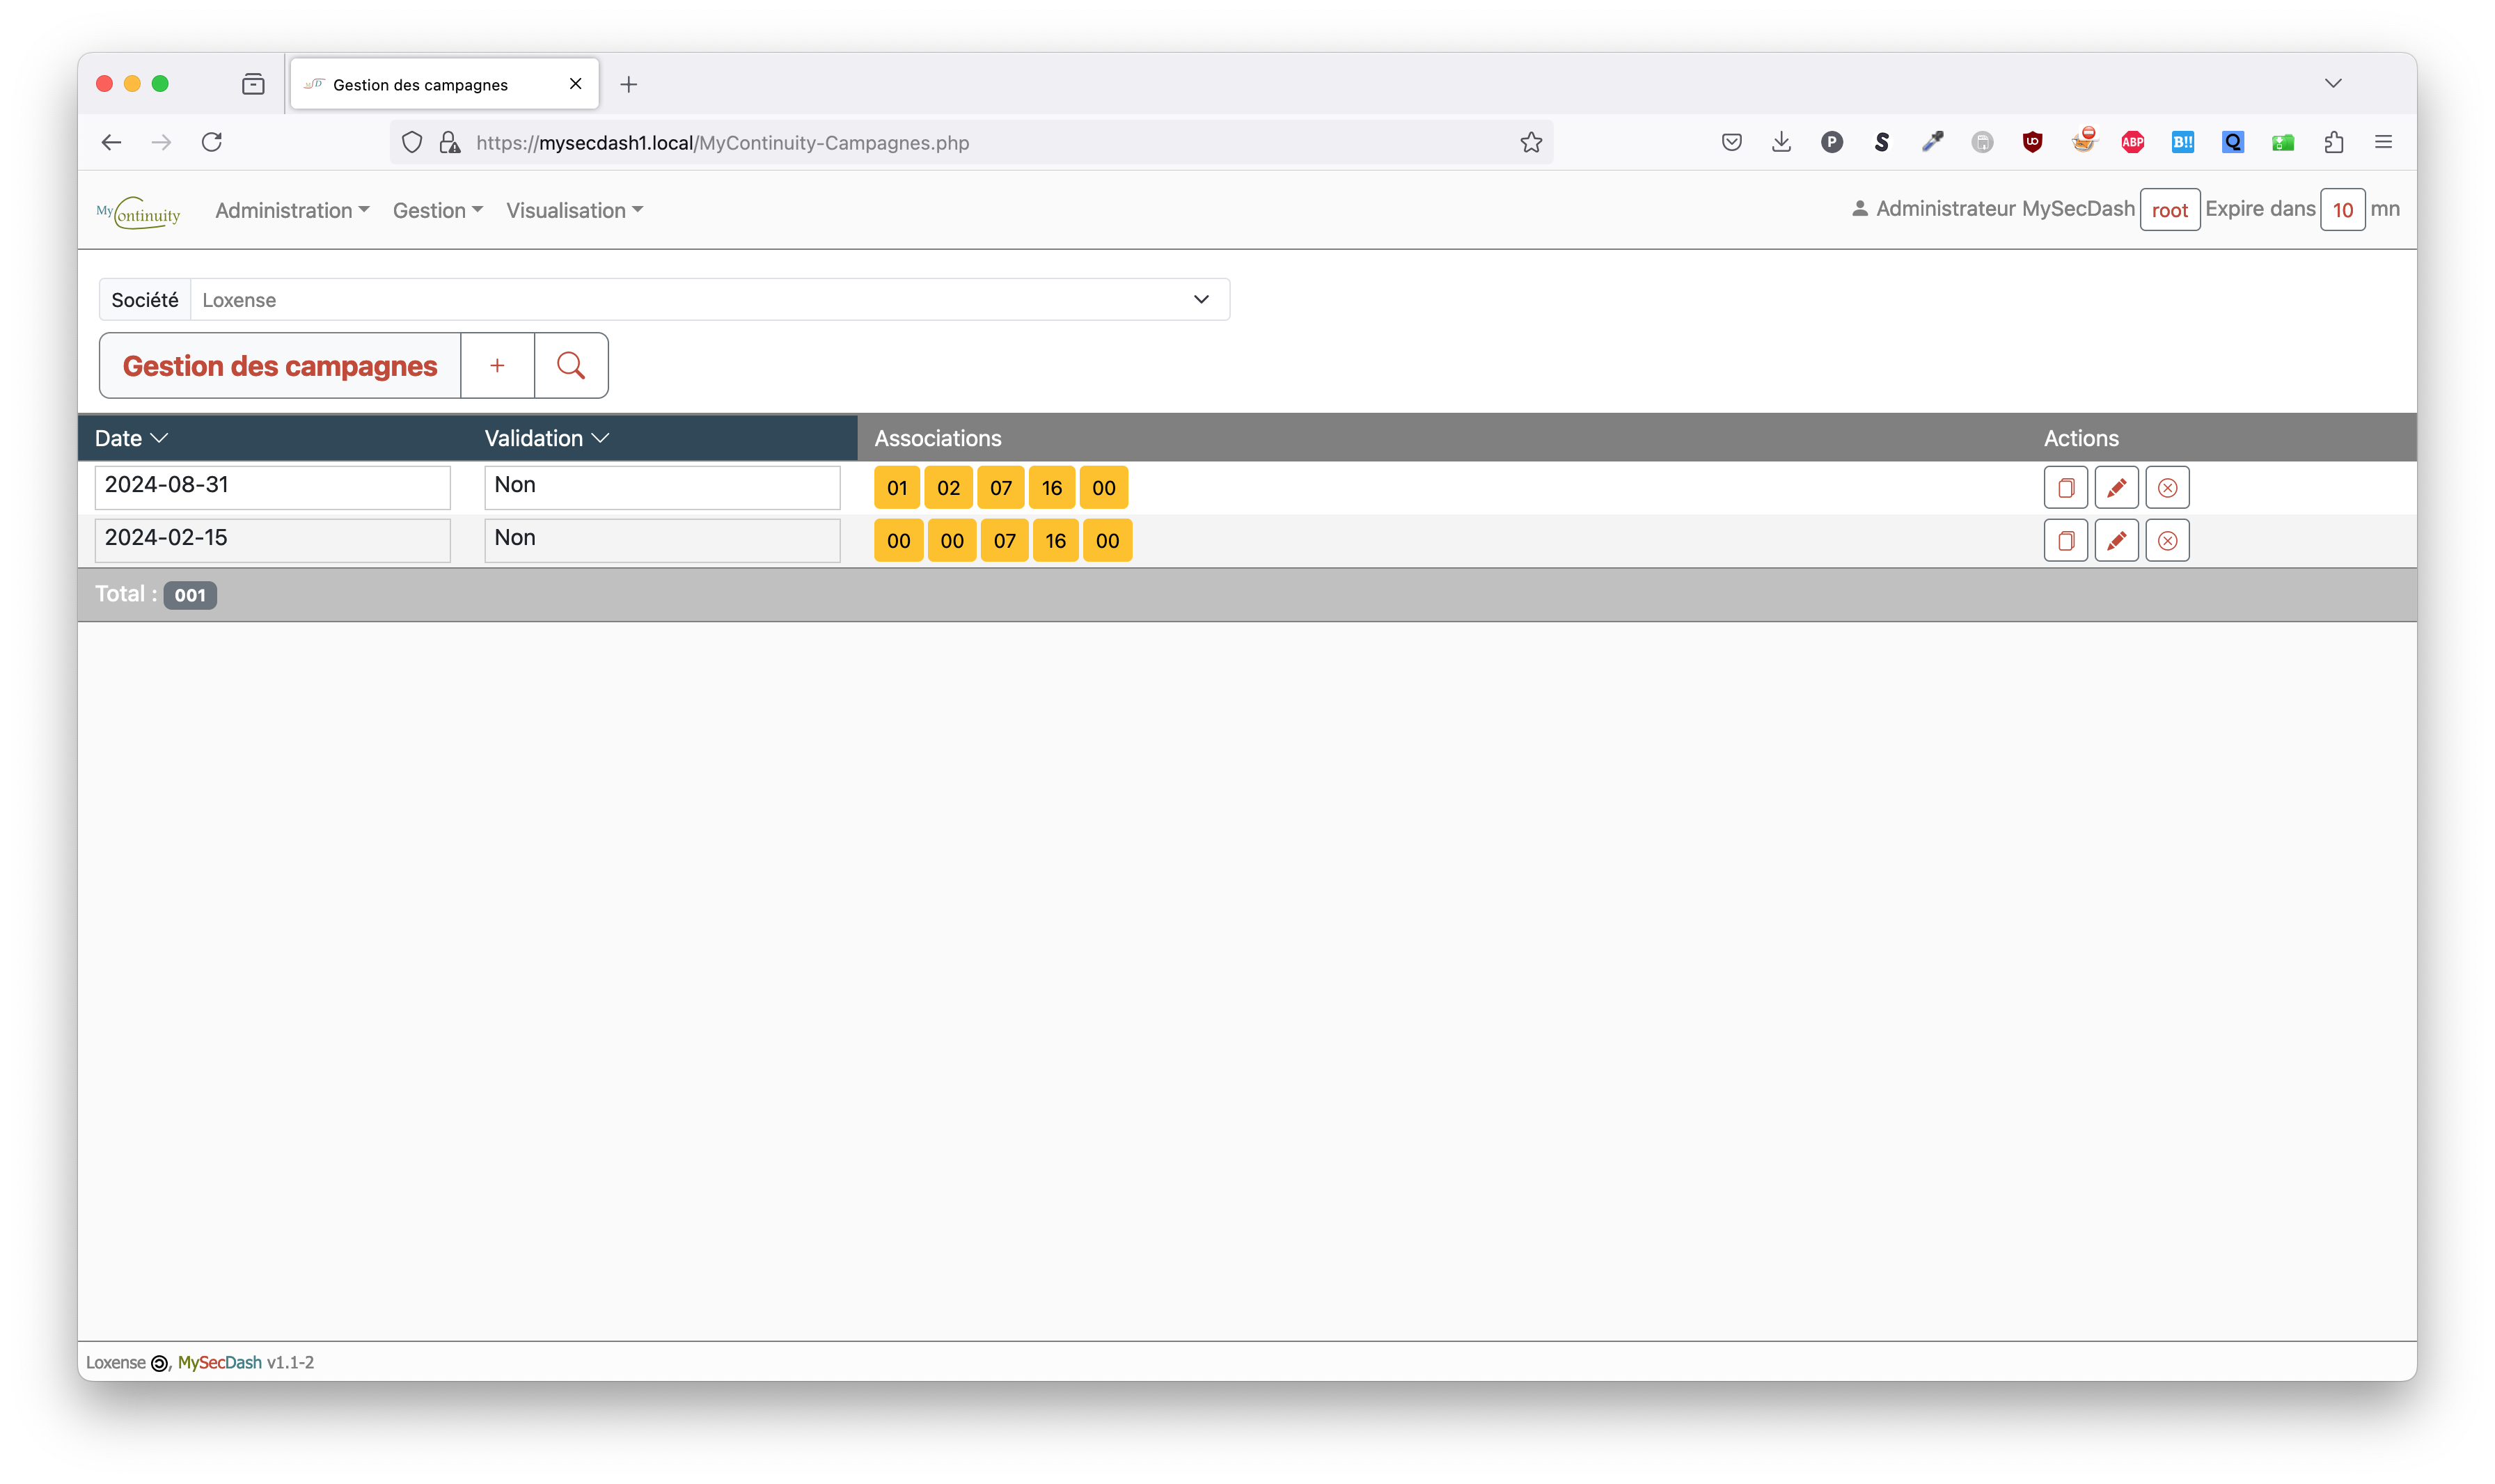 Gestion des campagnes
https://mysecdash1.local/MyContinuity-Campagnes.php
P S UD ABP B!! Q
MyContinuity Administration Gestion Visualisation Administrateur MySecDash root Expire dans 10 mn
Société Loxense
Gestion des campagnes +
Date Validation Associations Actions
2024-08-31 Non 01 02 07 16 00
2024-02-15 Non 00 00 07 16 00
Total : 001
Loxense , MySecDash v1.1-2